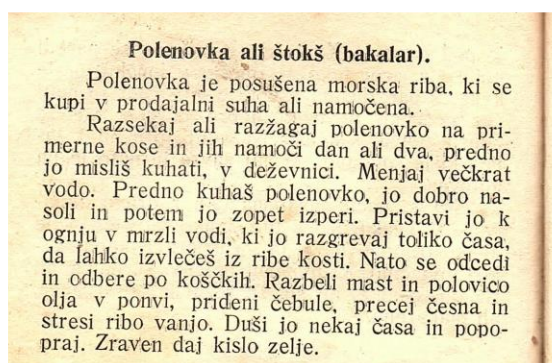 Polenovka ali štokš (bakalar).
Polenovka je posušena morska riba, ki se
kupi v prodajalni suha ali namočena.
Razsekaj ali razžagaj polenovko na pri-
merne kose in jih namoči dan ali dva, predno
jo misliš kuhati, v deževnici. Menjaj večkrat
vodo. Predno kuhaš polenovko, jo dobro na-
soli in potem jo zopet izperi. Pristavi jo k
ognju v mrzli vodi, ki jo razgrevaj toliko časa,
da lahko izvlečeš iz ribe kosti. Nato se odcedi
in odbere po koščkih. Razbeli mast in polovico
olja v ponvi, prideni čebule, precej česna in
stresi ribo vanjo. Duši jo nekaj časa in popo-
praj. Zraven daj kislo zelje.